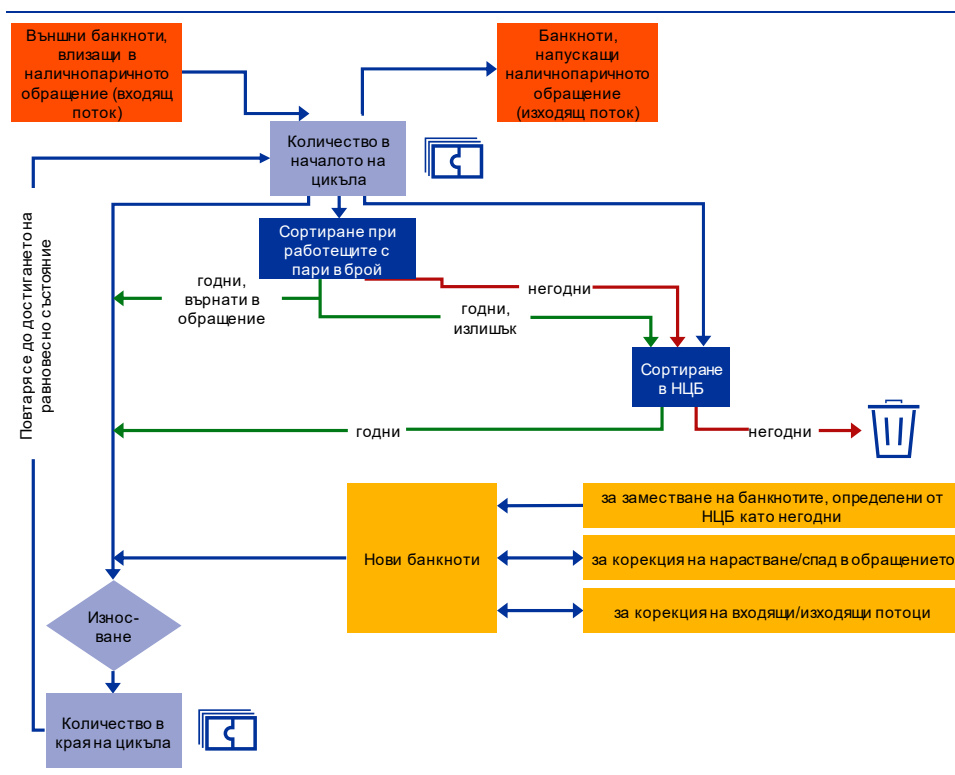 Външни банкноти,
влизащи в
наличнопаричното
обращение (входящ
поток)
Банкноти,
напускащи
наличнопаричното
обращение
(изходящ поток)
Количество в
началото на
цикъла
Сортиране при
работещите с
пари в брой
годни,
върнати в
обращение
негодни
годни,
излишък
Сортиране
в НЦБ
годни
негодни
Повтаря се до достигането на
равновесно състояние
за заместване на банкнотите, определени от
НЦБ като негодни
Нови банкноти
за корекция на нарастване/спад в обращението
за корекция на входящи/изходящи потоци
Износ-
ване
Количество в
края на цикъла